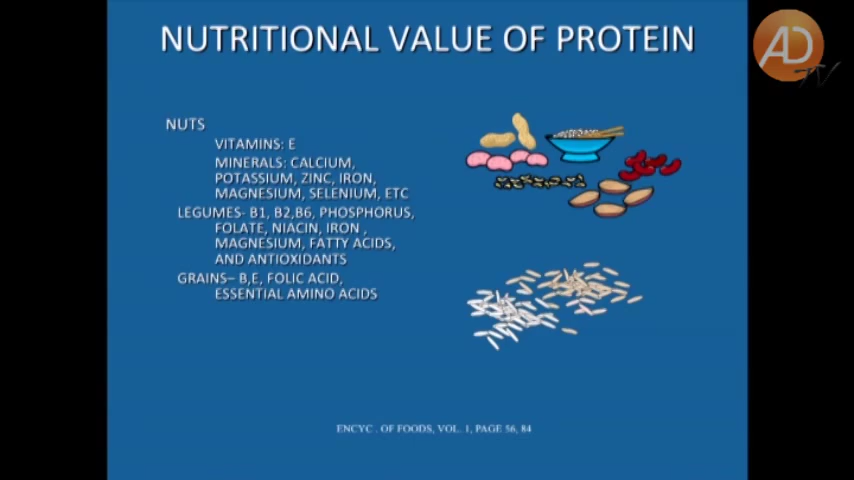 NUTRITIONAL VALUE OF PROTEIN
AD
TV
NUTS
VITAMINS: E
MINERALS: CALCIUM,
POTASSIUM, ZINC, IRON,
MAGNESIUM, SELENIUM, ETC
LEGUMES- B1, B2,B6, PHOSPHORUS,
FOLATE, NIACIN, IRON ,
MAGNESIUM, FATTY ACIDS,
AND ANTIOXIDANTS
GRAINS– B,E, FOLIC ACID,
ESSENTIAL AMINO ACIDS
ENCYC . OF FOODS, VOL. 1, PAGE 56, 84